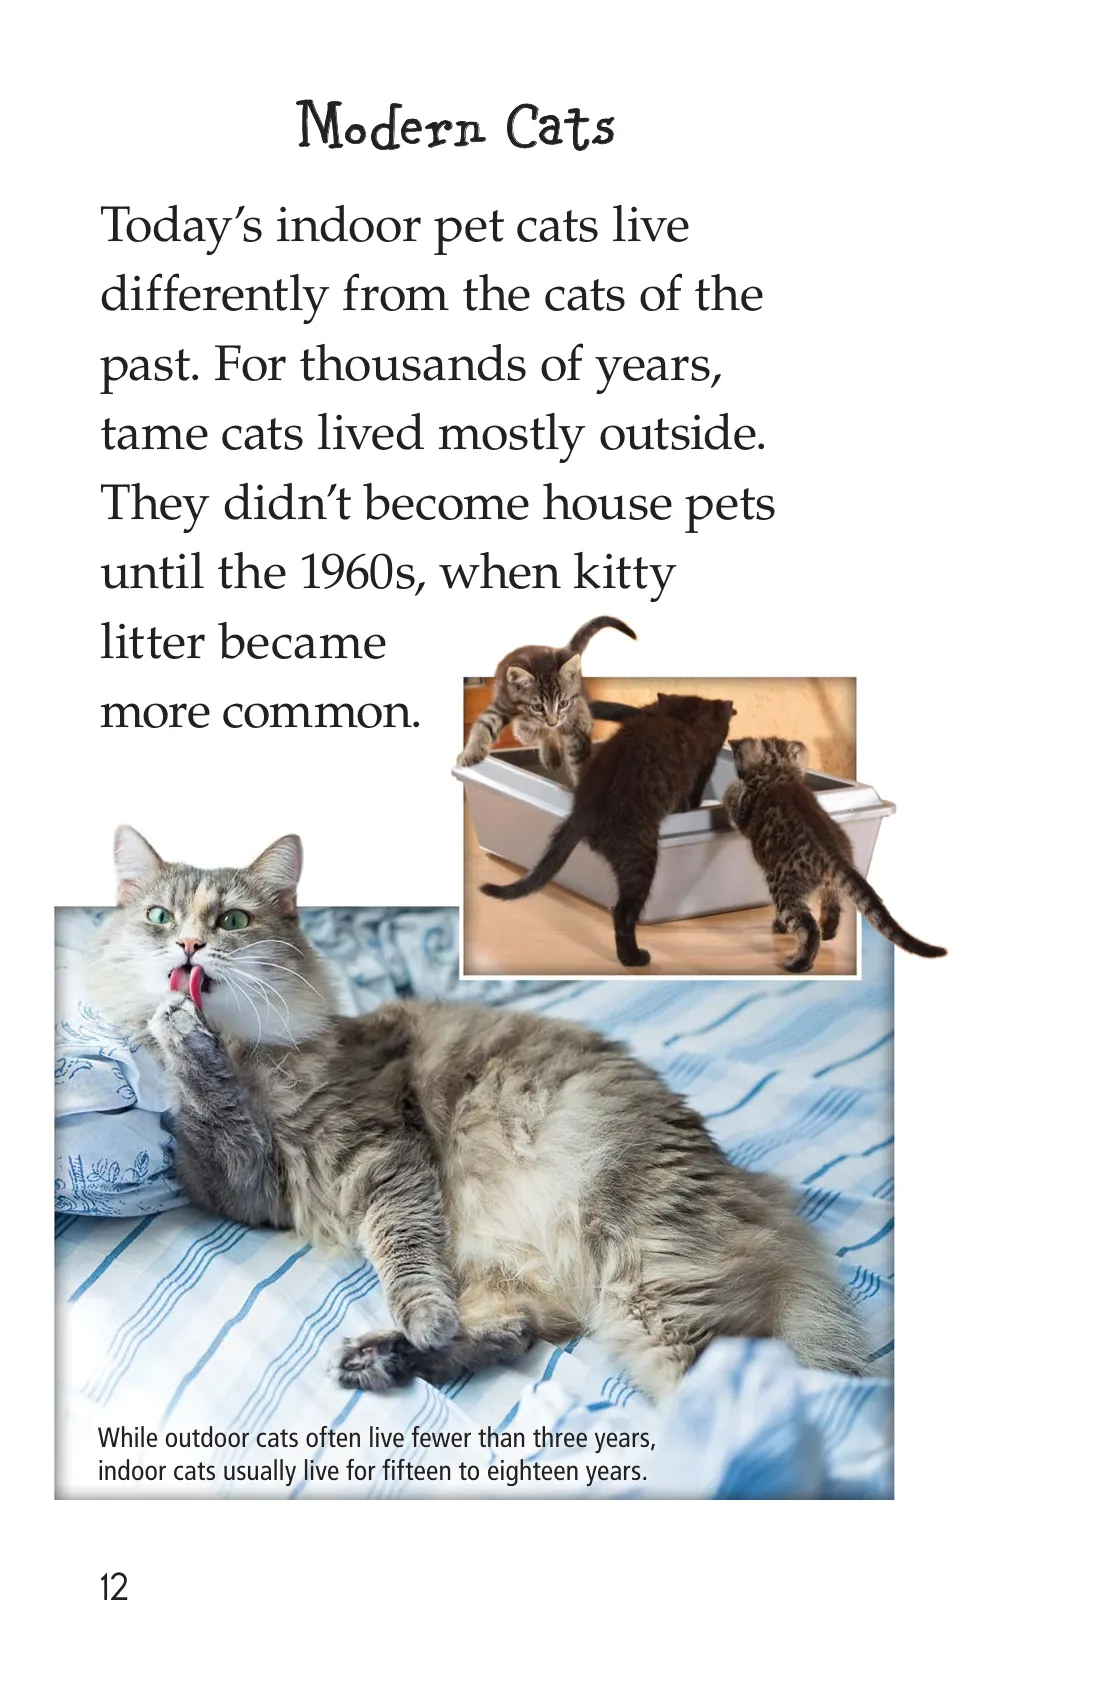 Modern Cats
Today’s indoor pet cats live
differently from the cats of the
past. For thousands of years,
tame cats lived mostly outside.
They didn’t become house pets
until the 1960s, when kitty
litter became
more common.
While outdoor cats often live fewer than three years,
indoor cats usually live for fifteen to eighteen years.
12